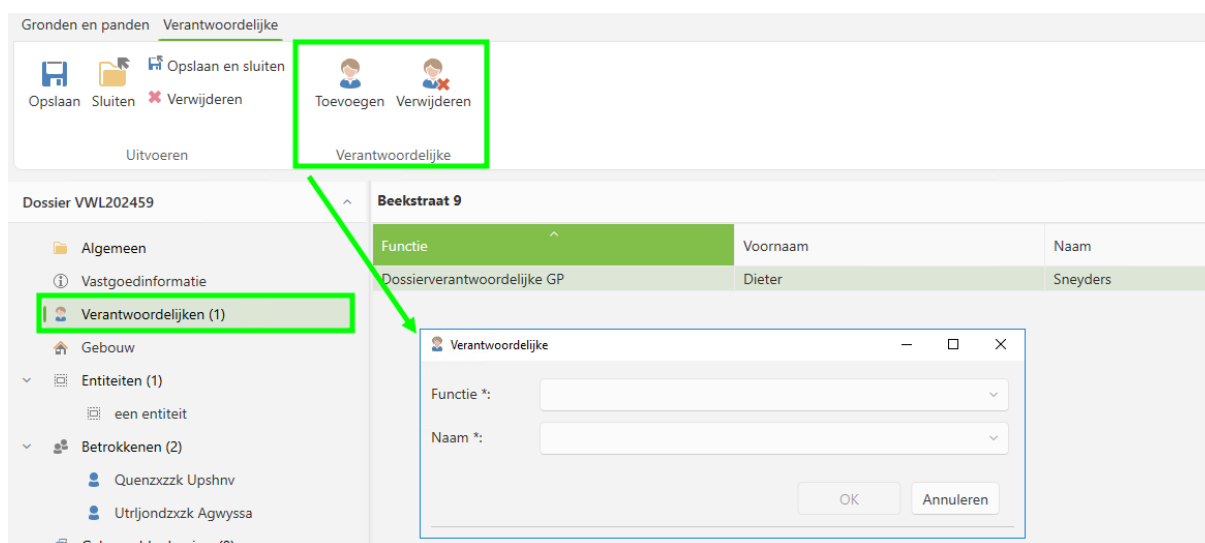 Gronden en panden Verantwoordelijke
Opslaan Sluiten Opslaan en sluiten
Verwijderen
Toevoegen Verwijderen
Uitvoeren Verantwoordelijke
Dossier VWL202459
Beekstraat 9
Algemeen
Vastgoedinformatie
Verantwoordelijken (1)
Gebouw
Entiteiten (1)
een entiteit
Betrokkenen (2)
Quenzxzzk Upshnv
Utrljondzxzk Agwyssa
Functie Voornaam Naam
Dossierverantwoordelijke GP Dieter Sneyders
Verantwoordelijke
Functie *:
Naam *:
OK Annuleren